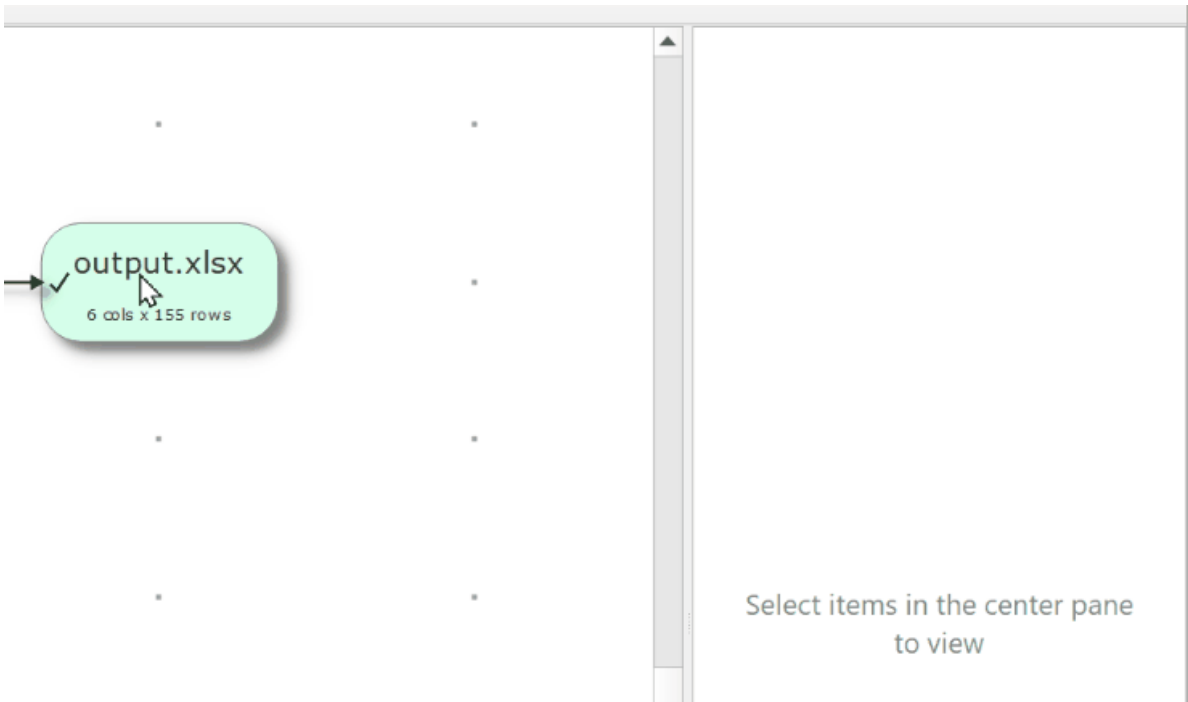 output.xlsx
6 cols x 155 rows
Select items in the center pane
to view